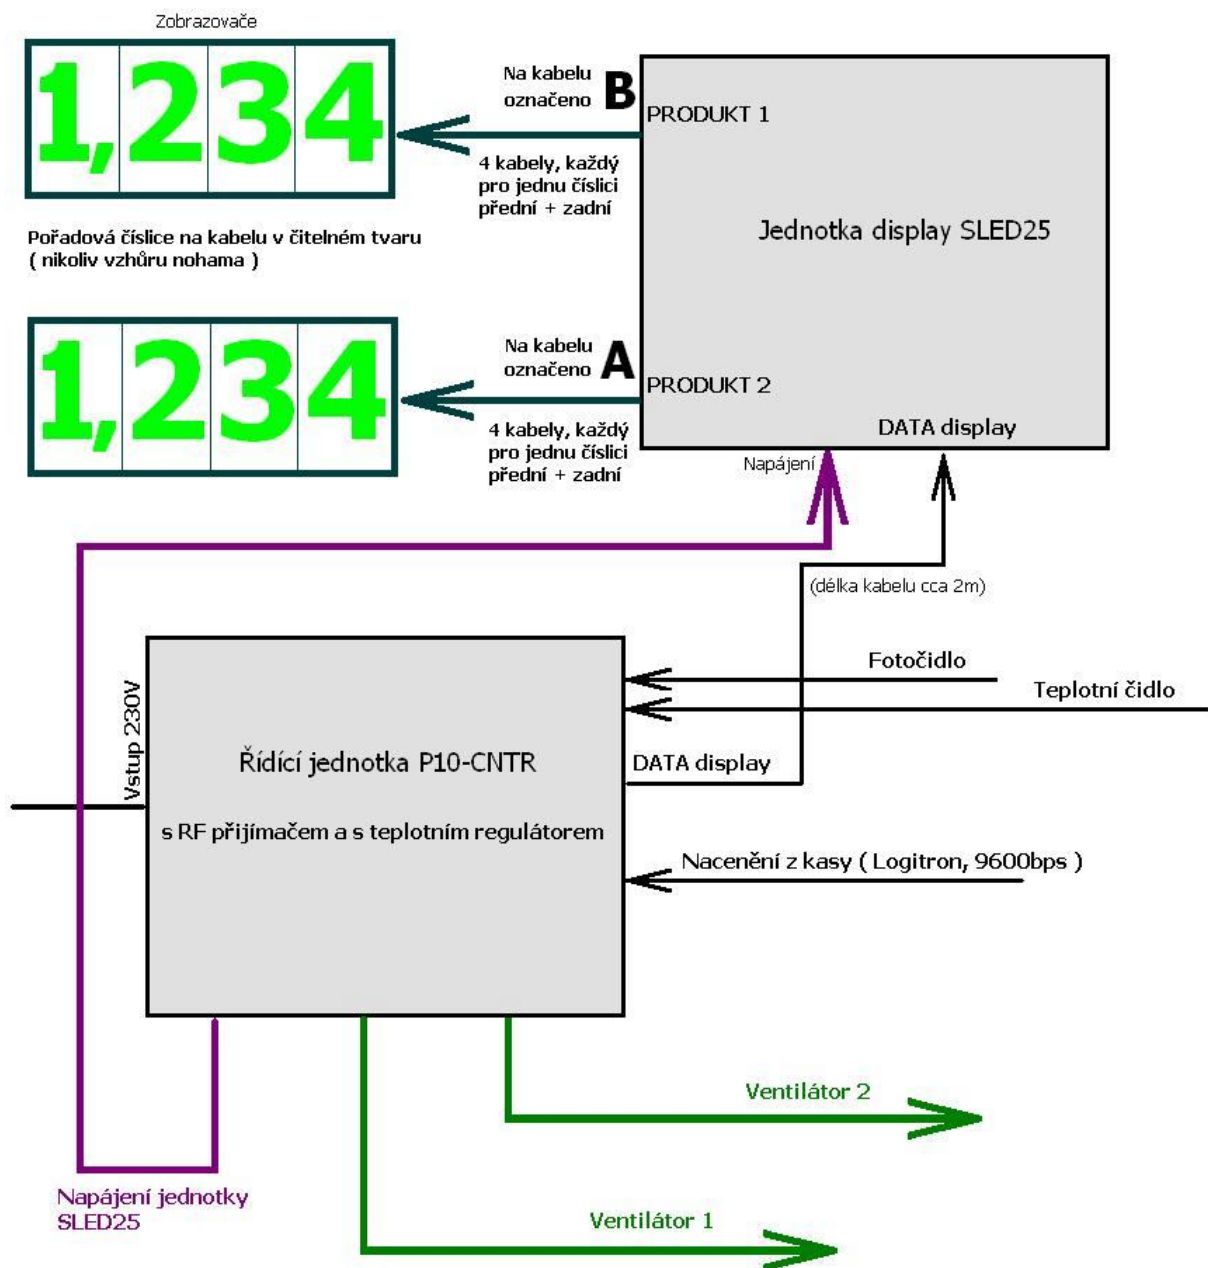 Zobrazovače
1,234
Na kabelu
označeno B
PRODUKT 1
4 kabely, každý
pro jednu číslici
přední + zadní
Jednotka display SLED25
Pořadová číslice na kabelu v čitelném tvaru
( nikoliv vzhůru nohama )
1,234
Na kabelu
označeno A
PRODUKT 2
4 kabely, každý
pro jednu číslici
přední + zadní
DATA display
Napájení
(délka kabelu cca 2m)
Fotočidlo
Teplotní čidlo
Vstup 230V
Řídící jednotka P10-CNTR
DATA display
s RF přijímačem a s teplotním regulátorem
Nacenění z kasy ( Logitron, 9600bps )
Ventilátor 2
Napájení jednotky
SLED25
Ventilátor 1